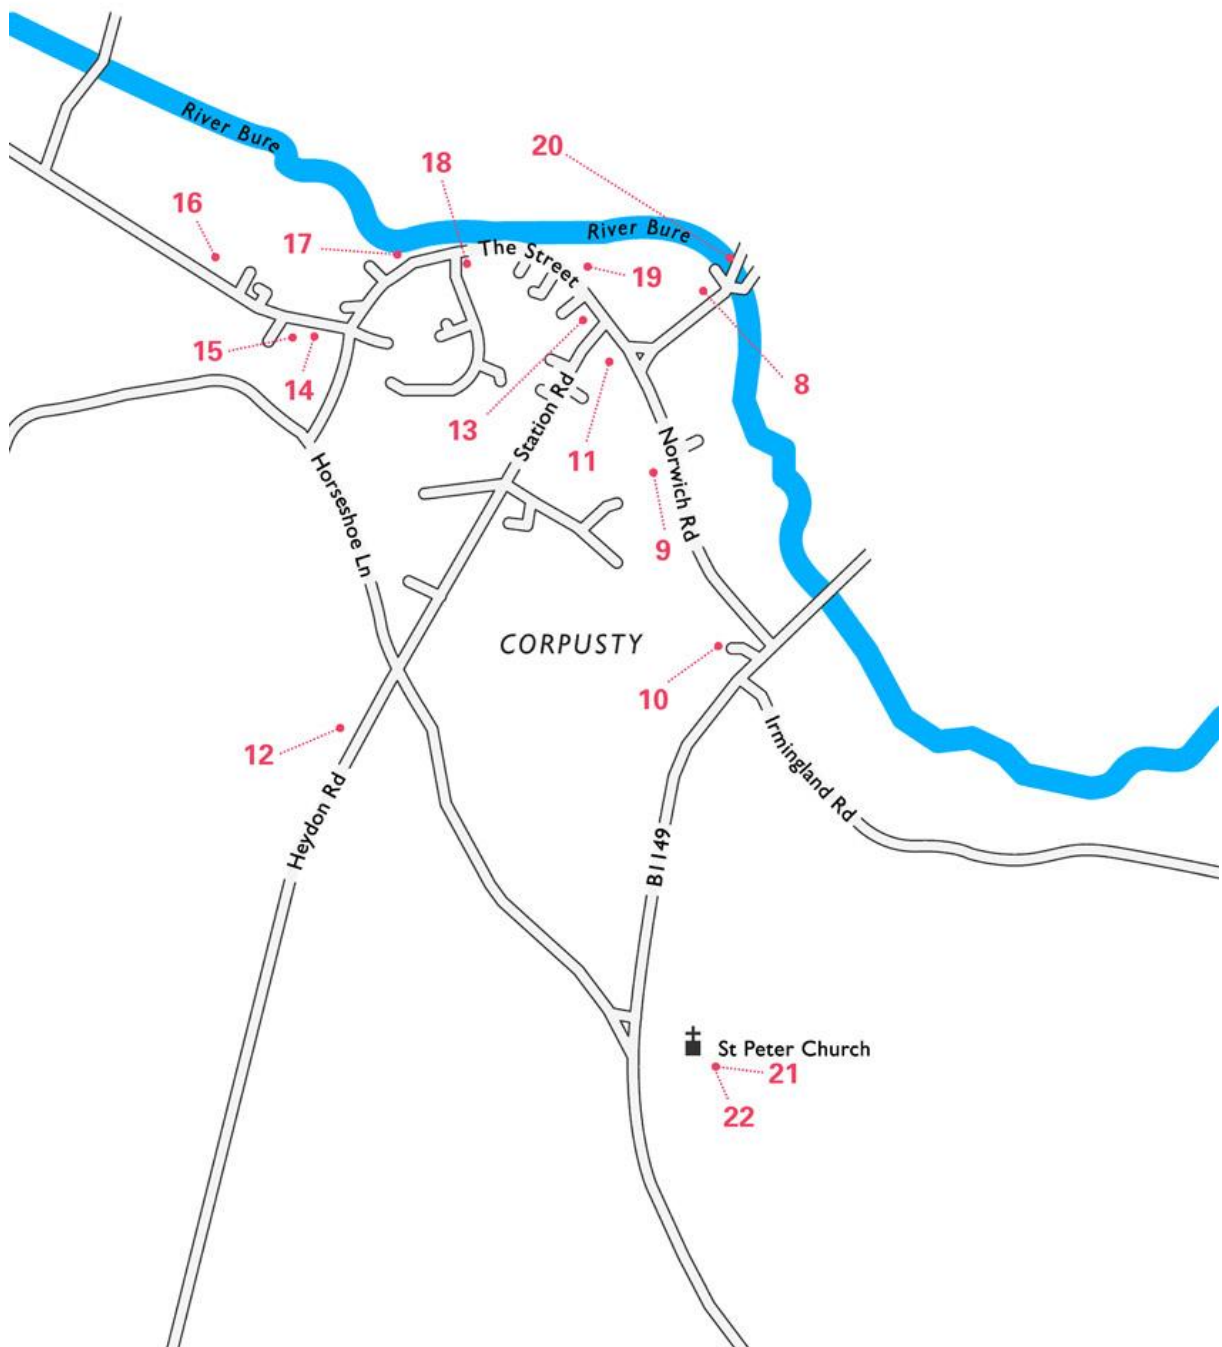 River Bure
20
18
16
River Bure
17
The Street
19
15
14
8
13
Station Rd
11
Norwich Rd
Horseshoe Ln
9
CORPUSTY
10
12
Irmingland Rd
Heydon Rd
B1149
St Peter Church
21
22